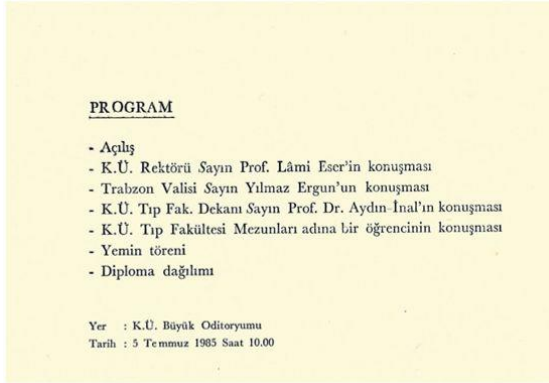 PROGRAM
- Açılış
- K.Ü. Rektörü Sayın Prof. Lâmi Eser'in konuşması
- Trabzon Valisi Sayın Yılmaz Ergun'un konuşması
- K.Ü. Tıp Fak. Dekanı Sayın Prof. Dr. Aydın İnal'ın konuşması
- K.Ü. Tıp Fakültesi Mezunları adına bir öğrencinin konuşması
- Yemin töreni
- Diploma dağılımı
Yer : K.Ü. Büyük Oditoryumu
Tarih : 5 Temmuz 1985 Saat 10.00